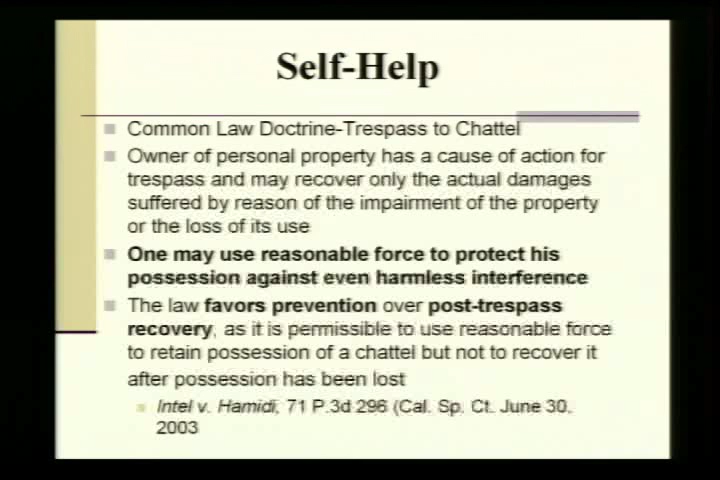 Self-Help
Common Law Doctrine-Trespass to Chattel
Owner of personal property has a cause of action for
trespass and may recover only the actual damages
suffered by reason of the impairment of the property
or the loss of its use
One may use reasonable force to protect his
possession against even harmless interference
The law favors prevention over post-trespass
recovery, as it is permissible to use reasonable force
to retain possession of a chattel but not to recover it
after possession has been lost
Intel v. Hamidi, 71 P.3d 296 (Cal. Sp. Ct. June 30,
2003